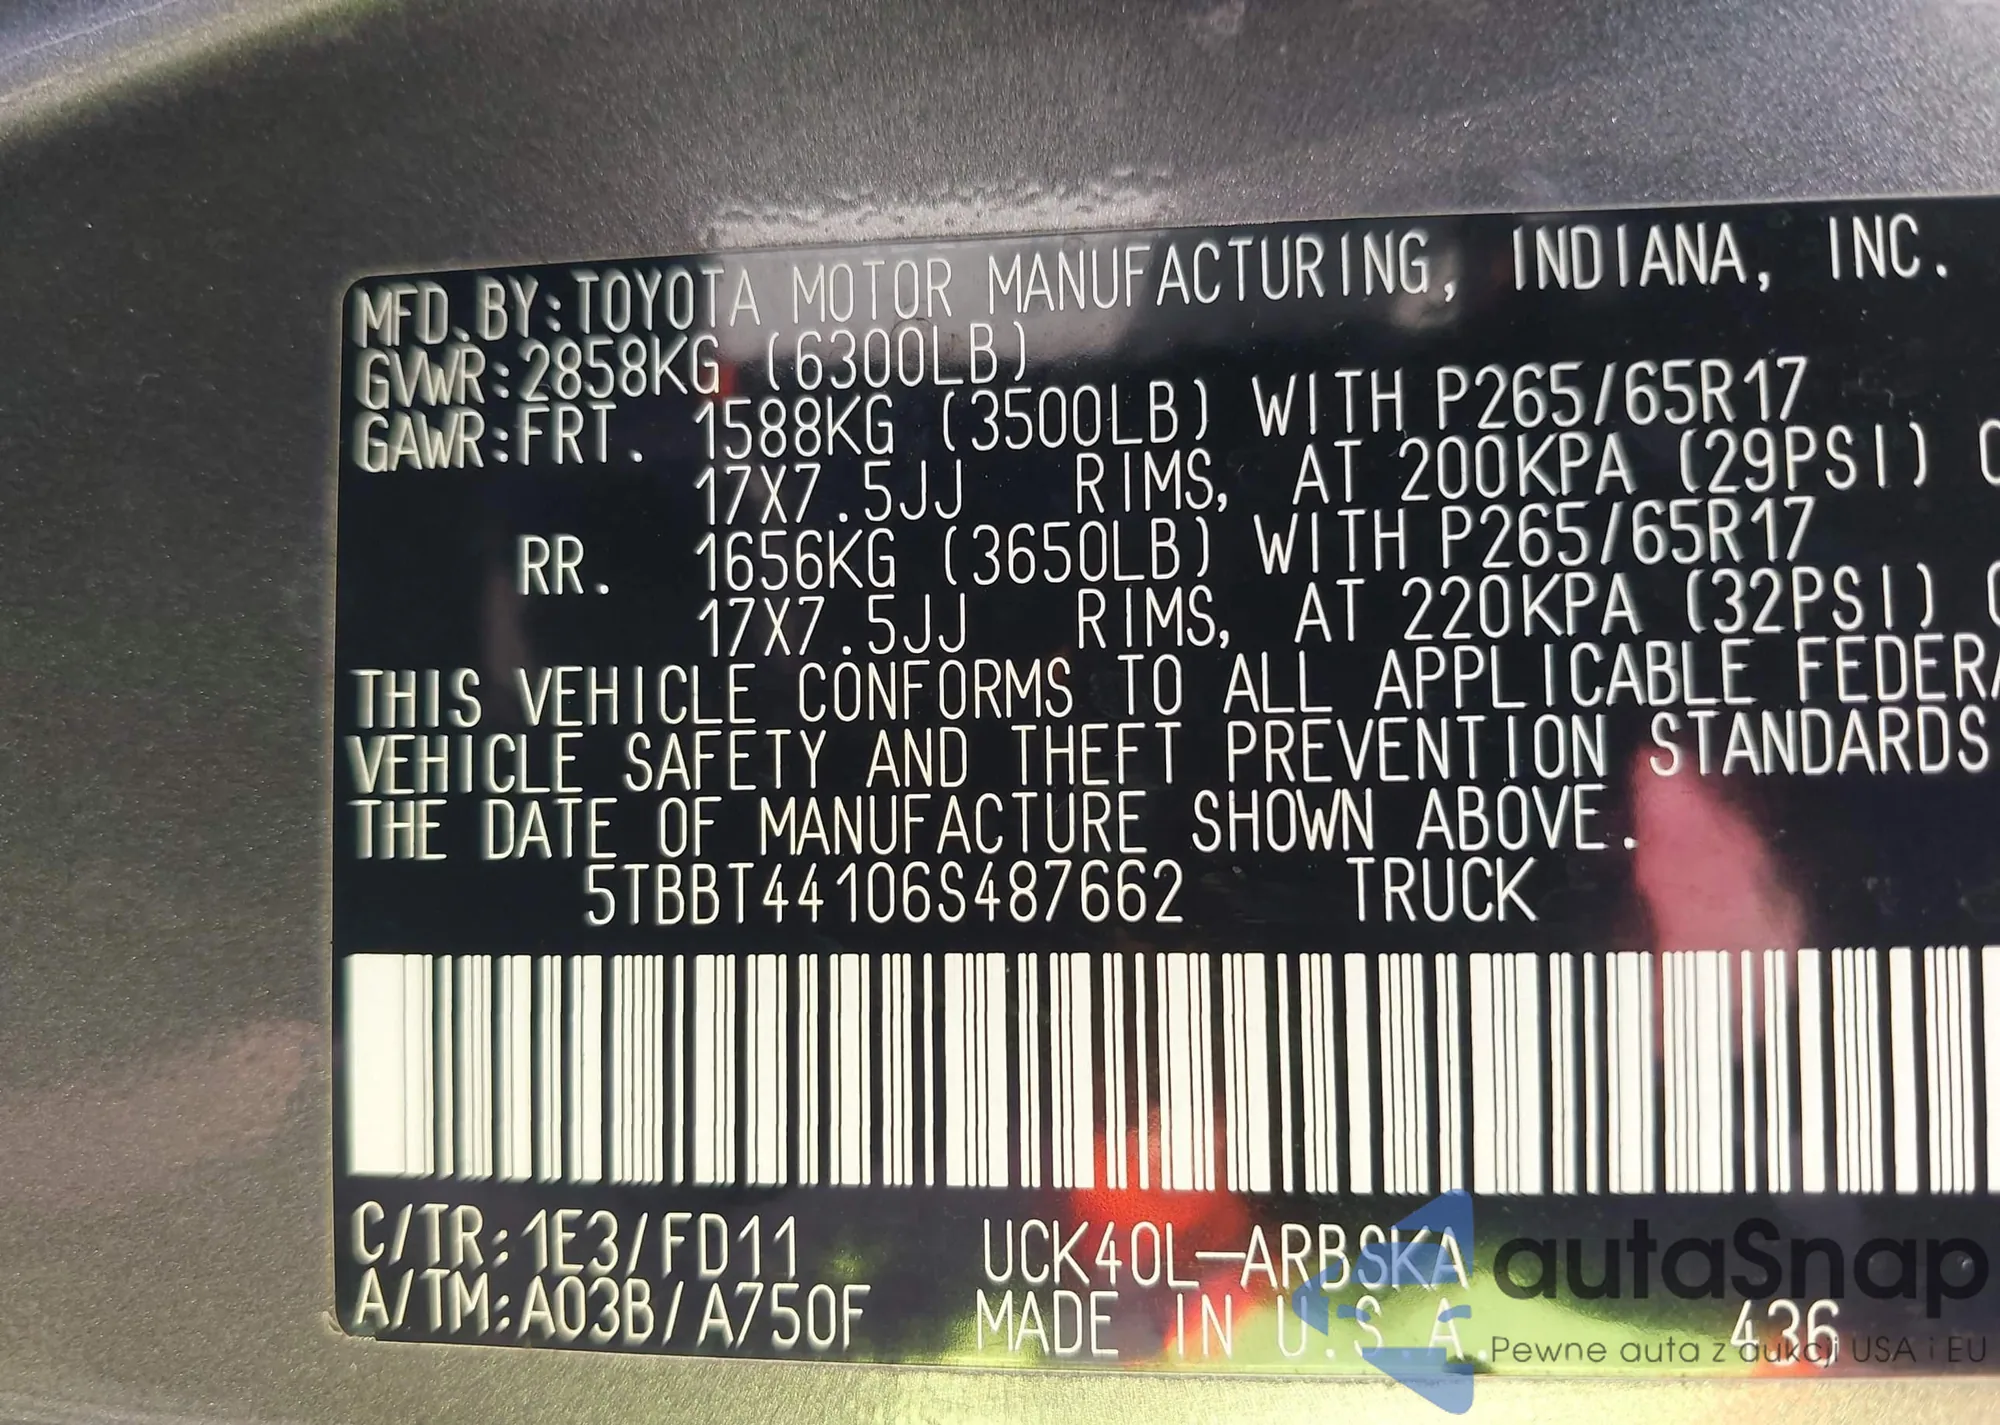 MFD. BY: TOYOTA MOTOR MANUFACTURING, INDIANA, INC.
GVWR: 2858KG (6300LB)
GAWR: FRT. 1588KG (3500LB) WITH P265/65R17
17X7.5JJ RIMS, AT 200KPA (29PSI) C
RR. 1656KG (3650LB) WITH P265/65R17
17X7.5JJ RIMS, AT 220KPA (32PSI) C
THIS VEHICLE CONFORMS TO ALL APPLICABLE FEDERA
VEHICLE SAFETY AND THEFT PREVENTION STANDARDS
THE DATE OF MANUFACTURE SHOWN ABOVE.
5TBBT44106S487662 TRUCK
C/TR: 1E3/FD11 UCK40L-ARBSKA
A/TM: A03B/A750F MADE IN U.S.A. 436
autaSnap
Pewne auta z aukcji USA i EU